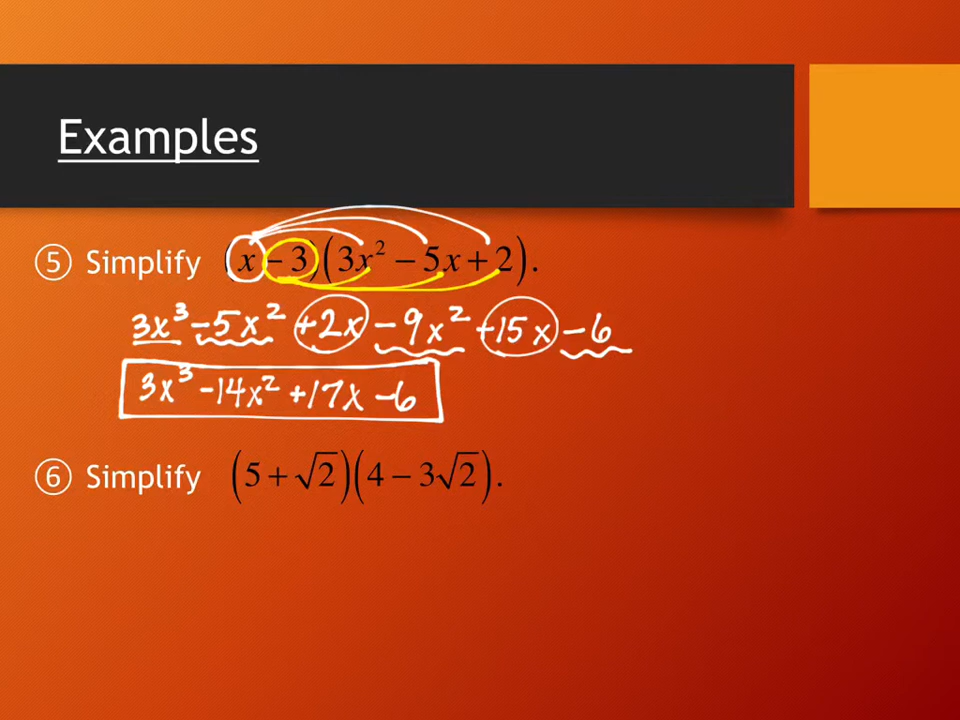 Examples
⑤ Simplify (x − 3)(3x² − 5x + 2).
3x³ -5x² +2x -9x² +15x -6
3x³ -14x² +17x -6
⑥ Simplify (5 + √2)(4 − 3√2).